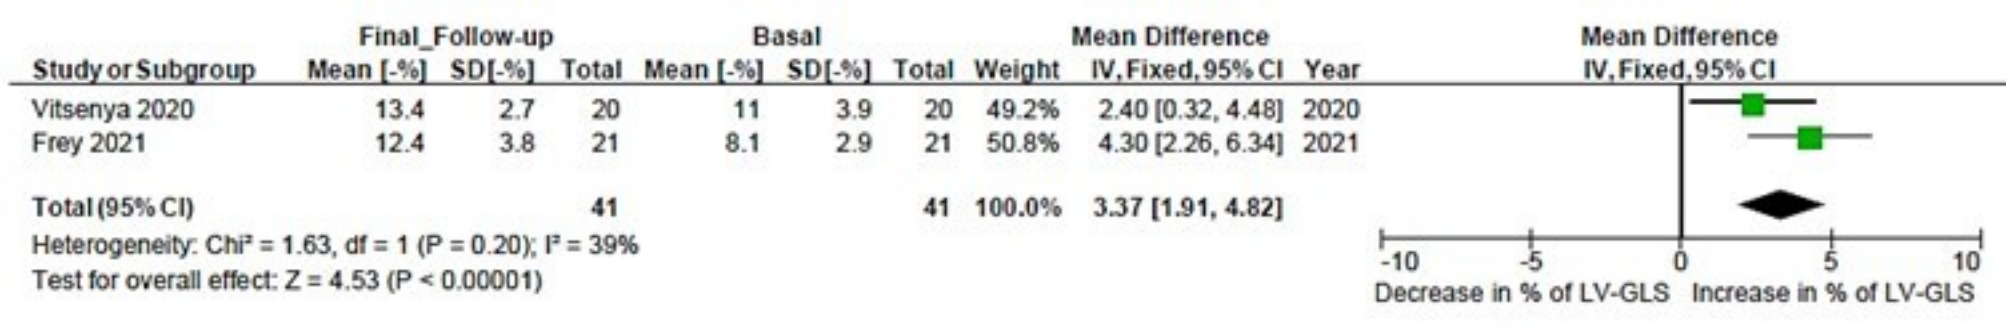 Final_Follow-up Basal Mean Difference Mean Difference
Study or Subgroup Mean [-%] SD[-%] Total Mean [-%] SD[-%] Total Weight IV, Fixed, 95% CI Year IV, Fixed, 95% CI
Vitsenya 2020 13.4 2.7 20 11 3.9 20 49.2% 2.40 [0.32, 4.48] 2020
Frey 2021 12.4 3.8 21 8.1 2.9 21 50.8% 4.30 [2.26, 6.34] 2021
Total (95% CI) 41 41 100.0% 3.37 [1.91, 4.82]
Heterogeneity: Chi² = 1.63, df = 1 (P = 0.20); I² = 39%
Test for overall effect: Z = 4.53 (P < 0.00001)
-10 -5 0 5 10
Decrease in % of LV-GLS Increase in % of LV-GLS